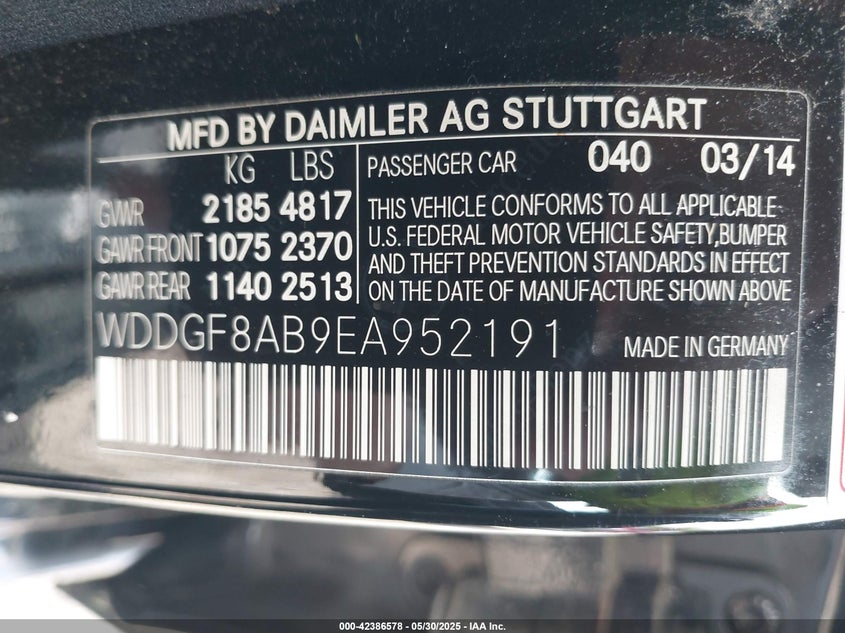 MFD BY DAIMLER AG STUTTGART
KG LBS
GVWR 2185 4817
GAWR FRONT 1075 2370
GAWR REAR 1140 2513
PASSENGER CAR 040 03/14
THIS VEHICLE CONFORMS TO ALL APPLICABLE
U.S. FEDERAL MOTOR VEHICLE SAFETY,BUMPER
AND THEFT PREVENTION STANDARDS IN EFFECT
ON THE DATE OF MANUFACTURE SHOWN ABOVE
WDDGF8AB9EA952191 MADE IN GERMANY
000-42386578 - 05/30/2025 - IAA Inc.